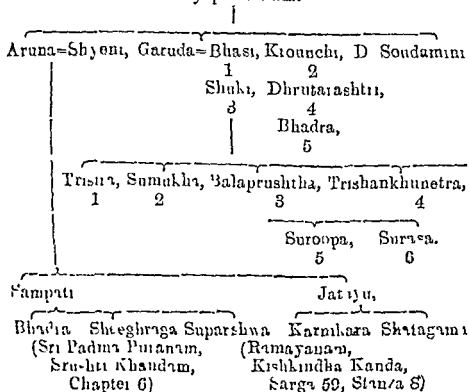 Aruna=Shyeni, Garuda=Bhasi, Krounchi, D Soudamini
1 2
Shuki, Dhrutarashtri,
3 4
Bhadra,
5
Trisira, Sumukha, Balaprushtha, Trishankhunetra,
1 2 3 4
Suroopa, Surasa.
5 6
Sampati Jatayu,
Bhadra Sheeghraga Suparshwa Karnikara Shatagami
(Sri Padma Puranam, (Ramayanam,
Srushti Khandam, Kishkindha Kanda,
Chapter 6) Sarga 59, Stanza 8)